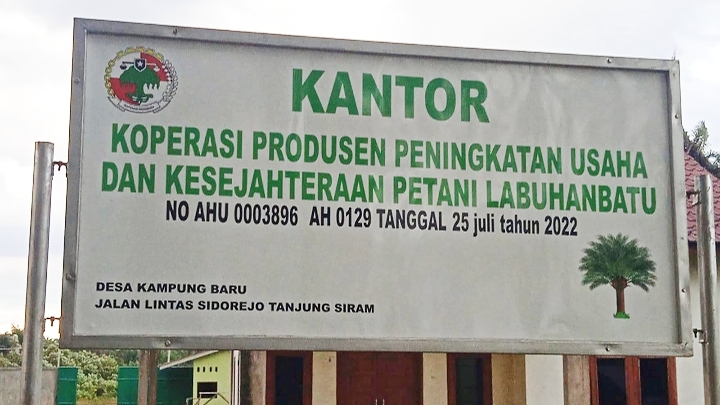 KANTOR
KOPERASI PRODUSEN PENINGKATAN USAHA
DAN KESEJAHTERAAN PETANI LABUHANBATU
NO AHU 0003896 AH 0129 TANGGAL 25 juli tahun 2022
DESA KAMPUNG BARU
JALAN LINTAS SIDOREJO TANJUNG SIRAM